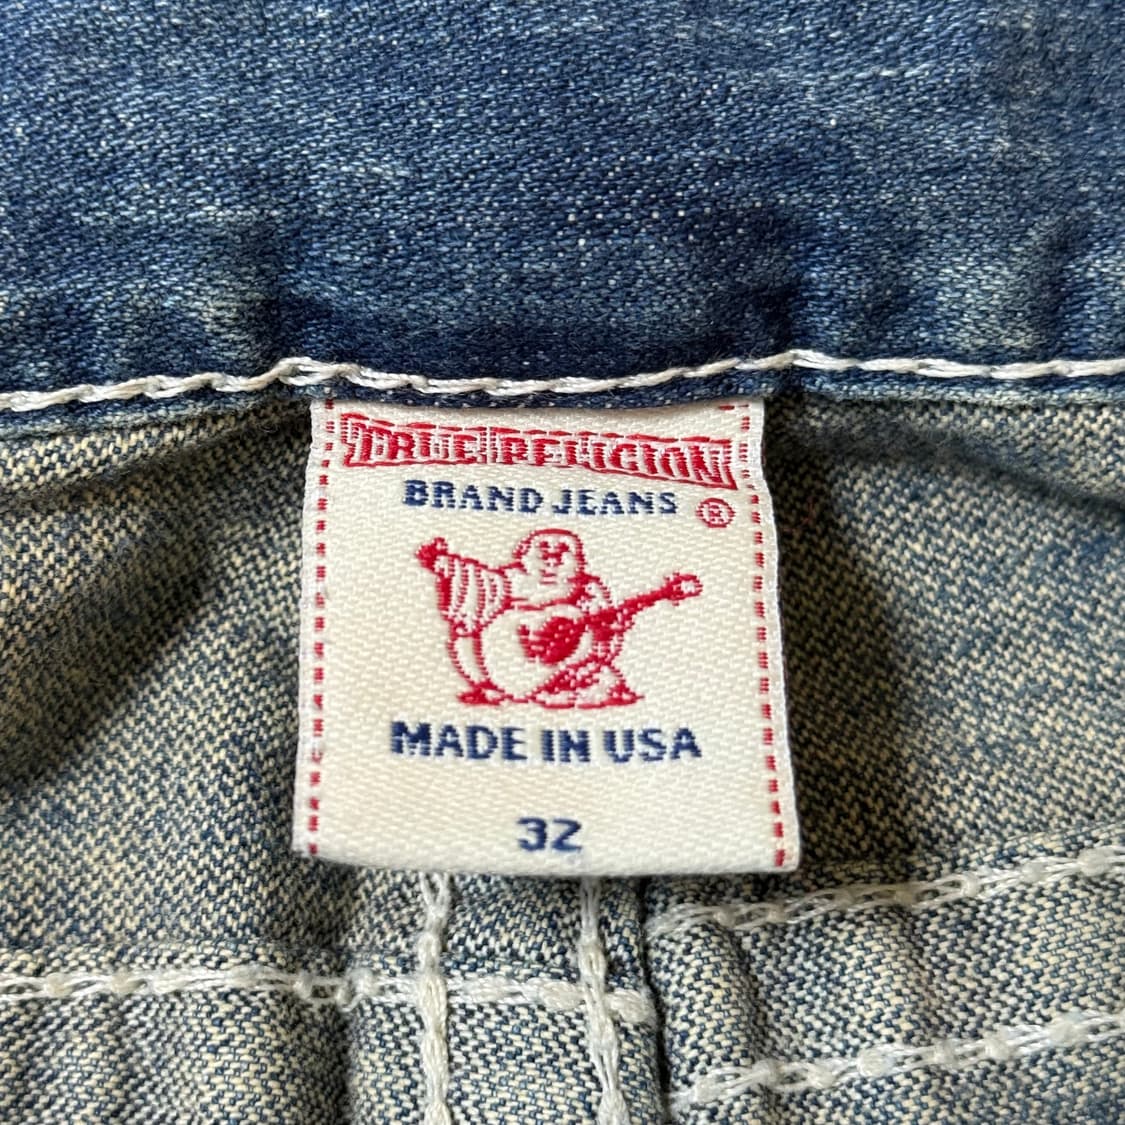 TRUE RELIGION
BRAND JEANS ®
MADE IN USA
32